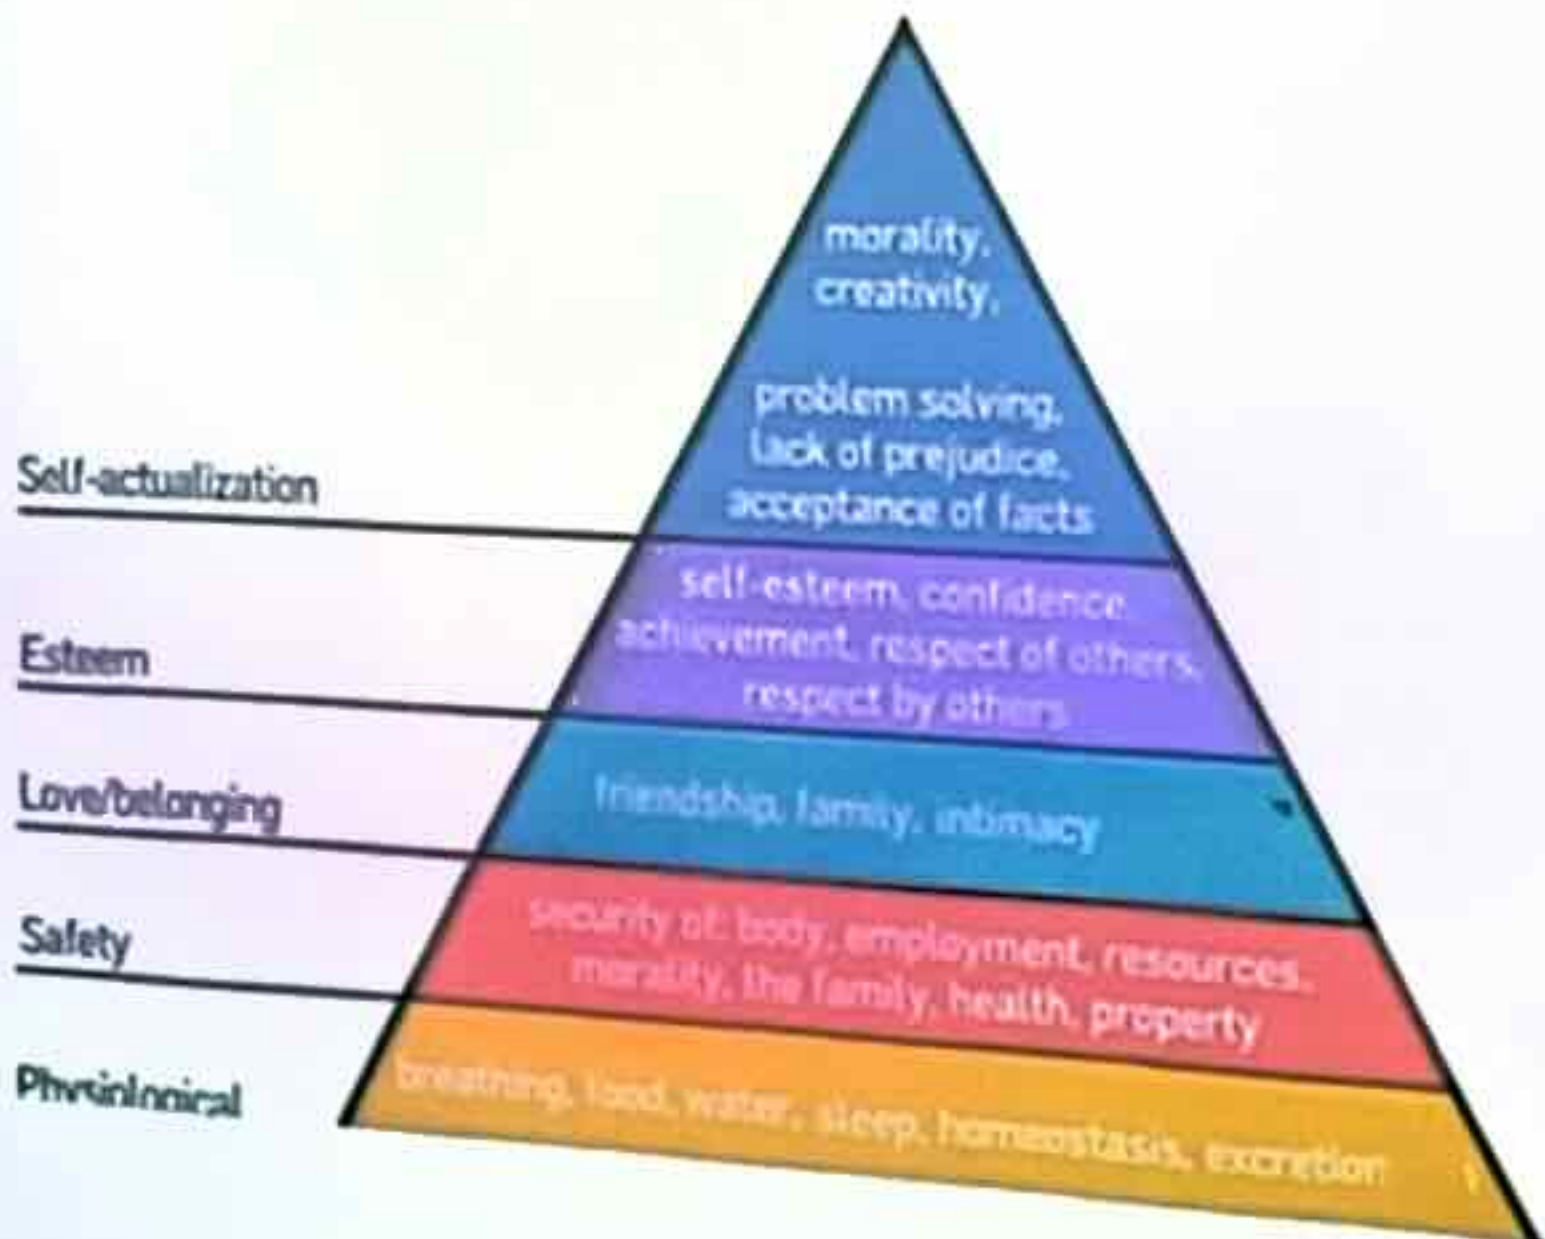 morality,
creativity,
problem solving,
lack of prejudice,
acceptance of facts
Self-actualization
self-esteem, confidence
achievement, respect of others,
respect by others
Esteem
friendship, family, intimacy
Love/belonging
security of: body, employment, resources,
morality, the family, health, property
Safety
breathing, food, water, sleep, homeostasis, excretion
Physiological